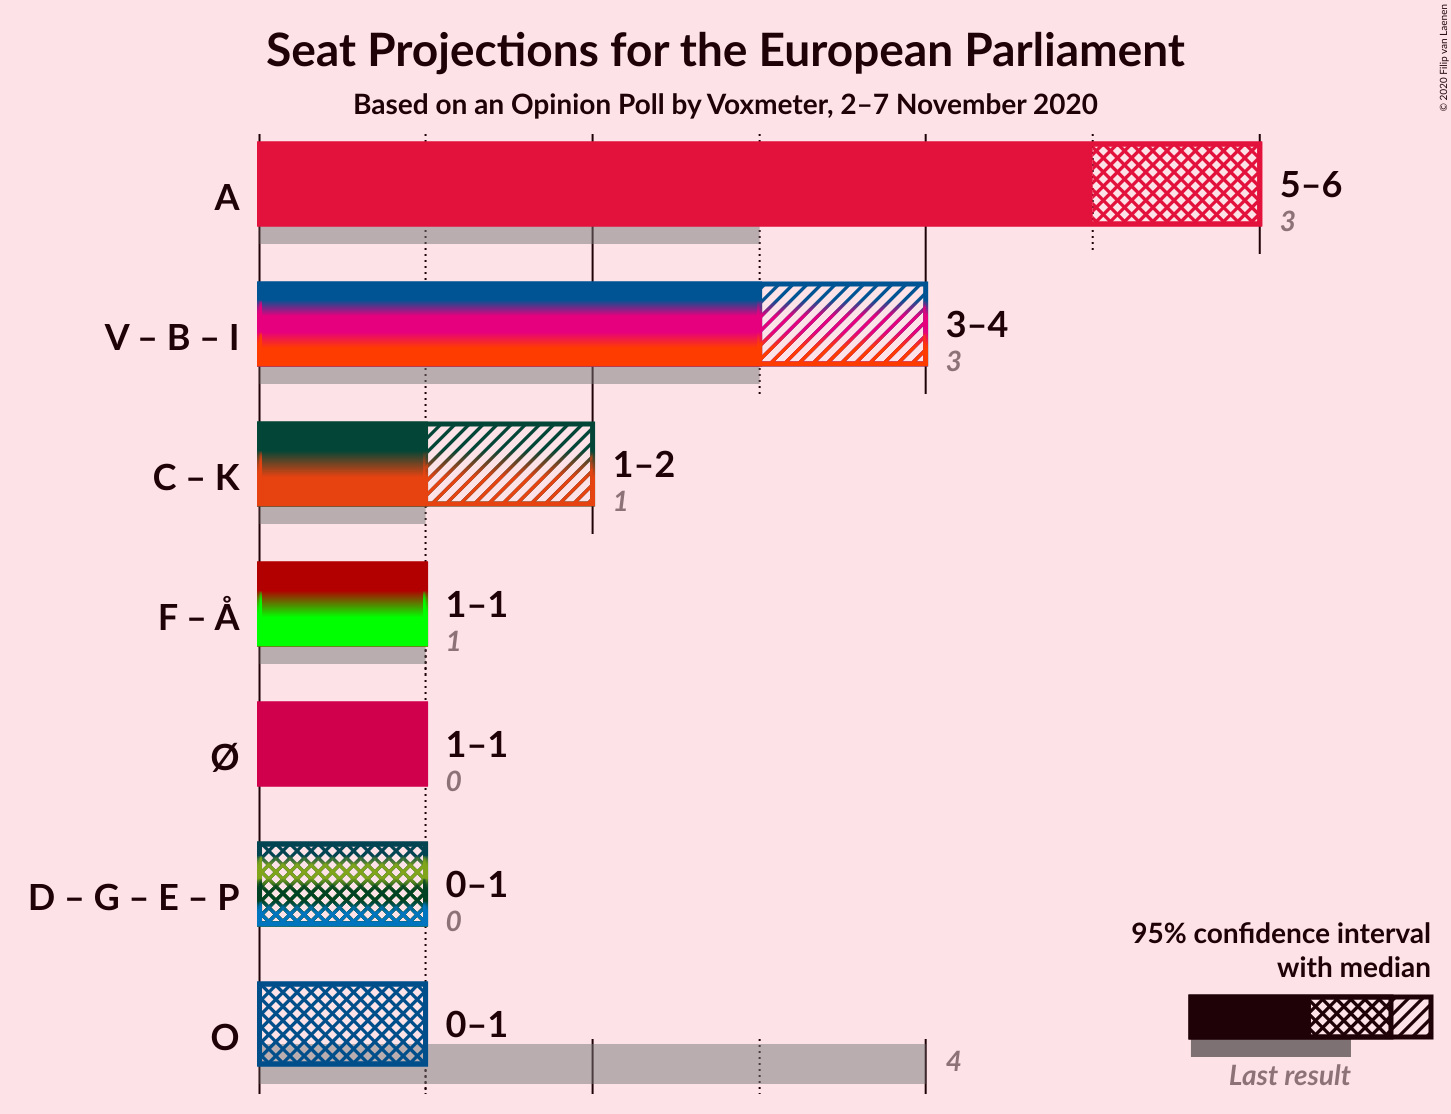 Seat Projections for the European Parliament
Based on an Opinion Poll by Voxmeter, 2–7 November 2020
© 2020 Filip van Laenen
A
5–6
3
V – B – I
3–4
3
C – K
1–2
1
F – Å
1–1
1
Ø
1–1
0
D – G – E – P
0–1
0
O
0–1
4
95% confidence interval
with median
Last result